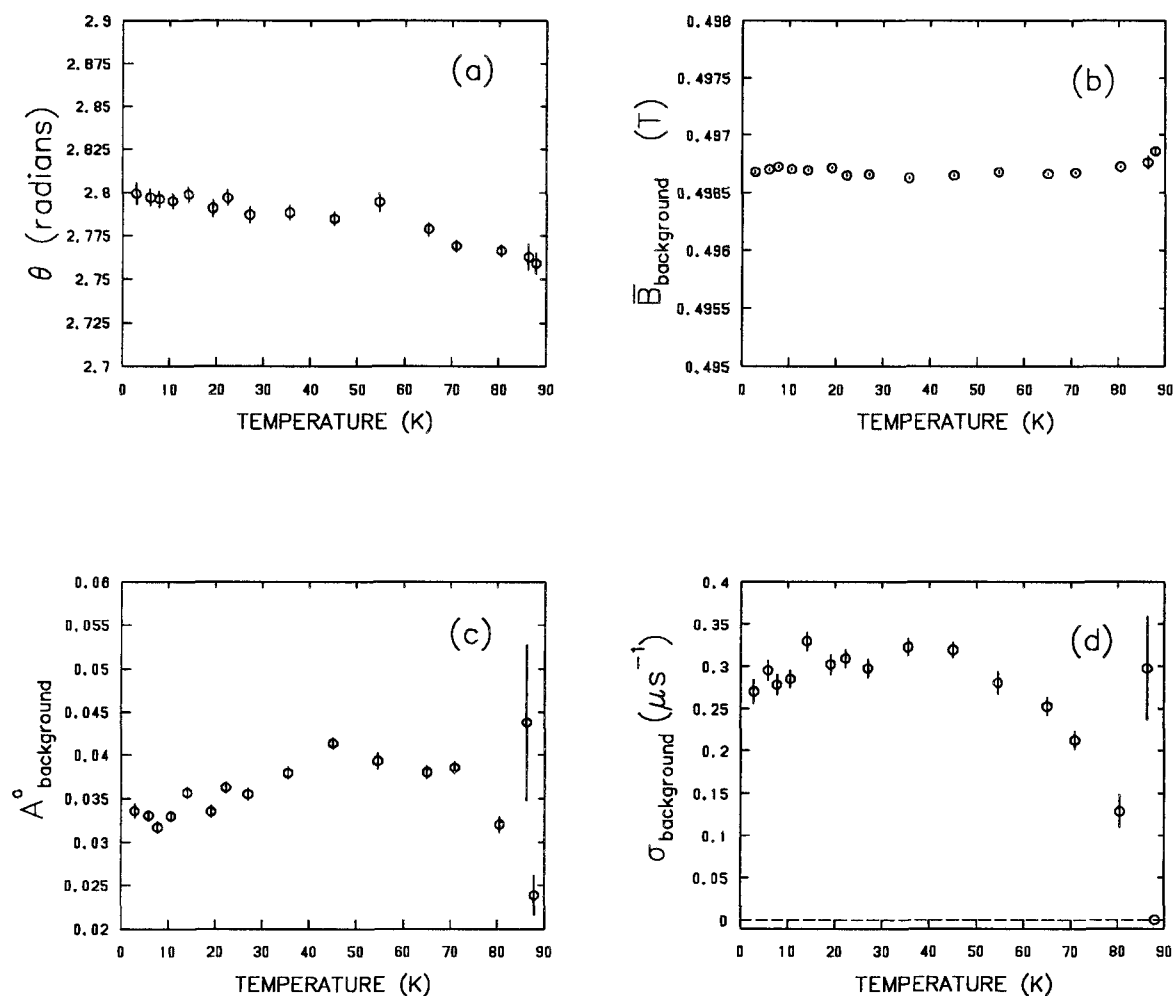 (a)
θ (radians)
2.9
2.875
2.85
2.825
2.8
2.775
2.75
2.725
2.7
0 10 20 30 40 50 60 70 80 90
TEMPERATURE (K)
(b)
B̅background (T)
0.498
0.4975
0.497
0.4965
0.496
0.4955
0.495
0 10 20 30 40 50 60 70 80 90
TEMPERATURE (K)
(c)
A°background
0.06
0.055
0.05
0.045
0.04
0.035
0.03
0.025
0.02
0 10 20 30 40 50 60 70 80 90
TEMPERATURE (K)
(d)
σbackground (μs⁻¹)
0.4
0.35
0.3
0.25
0.2
0.15
0.1
0.05
0
0 10 20 30 40 50 60 70 80 90
TEMPERATURE (K)